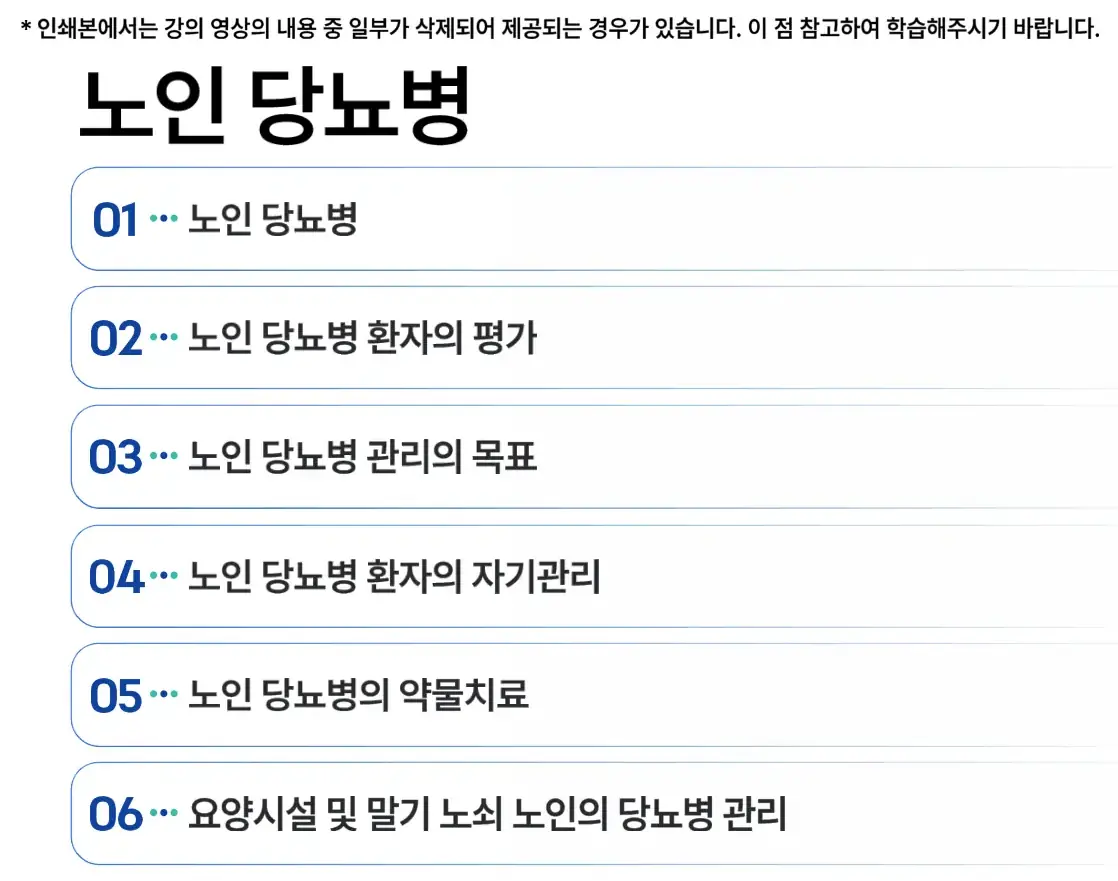 * 인쇄본에서는 강의 영상의 내용 중 일부가 삭제되어 제공되는 경우가 있습니다. 이 점 참고하여 학습해주시기 바랍니다.
노인 당뇨병
01 ··· 노인 당뇨병
02 ··· 노인 당뇨병 환자의 평가
03 ··· 노인 당뇨병 관리의 목표
04 ··· 노인 당뇨병 환자의 자기관리
05 ··· 노인 당뇨병의 약물치료
06 ··· 요양시설 및 말기 노쇠 노인의 당뇨병 관리